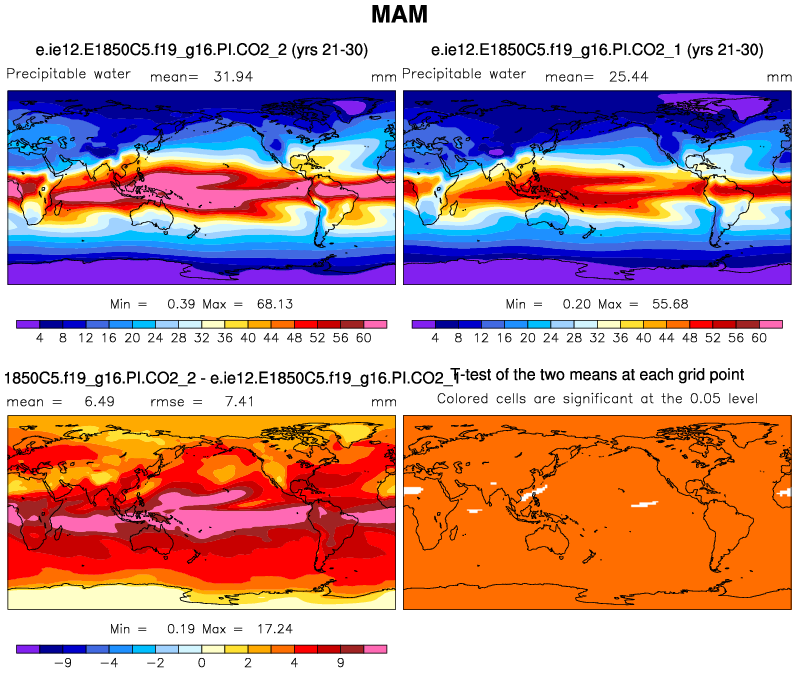 MAM
e.ie12.E1850C5.f19_g16.PI.CO2_2 (yrs 21-30)
Precipitable water mean= 31.94 mm
Min = 0.39 Max = 68.13
4 8 12 16 20 24 28 32 36 40 44 48 52 56 60
e.ie12.E1850C5.f19_g16.PI.CO2_1 (yrs 21-30)
Precipitable water mean= 25.44 mm
Min = 0.20 Max = 55.68
4 8 12 16 20 24 28 32 36 40 44 48 52 56 60
1850C5.f19_g16.PI.CO2_2 - e.ie12.E1850C5.f19_g16.PI.CO2_
mean = 6.49 rmse = 7.41 mm
Min = 0.19 Max = 17.24
-9 -4 -2 0 2 4 9
T-test of the two means at each grid point
Colored cells are significant at the 0.05 level